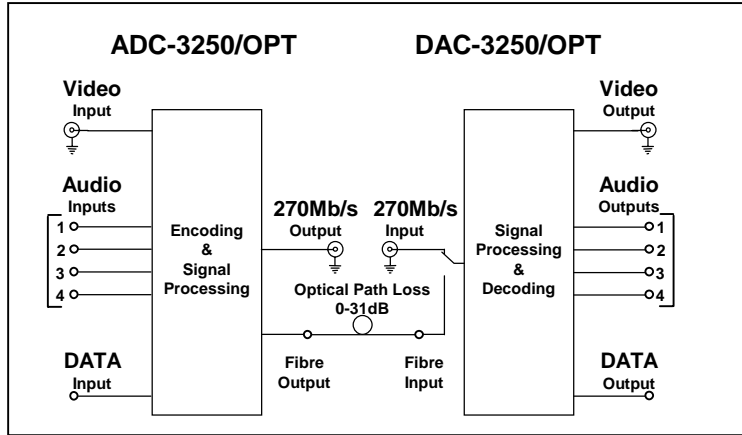 ADC-3250/OPT
DAC-3250/OPT
Video
Input
Audio
Inputs
1
2
3
4
DATA
Input
Encoding
&
Signal
Processing
270Mb/s
Output
270Mb/s
Input
Optical Path Loss
0-31dB
Fibre
Output
Fibre
Input
Signal
Processing
&
Decoding
Video
Output
Audio
Outputs
1
2
3
4
DATA
Output